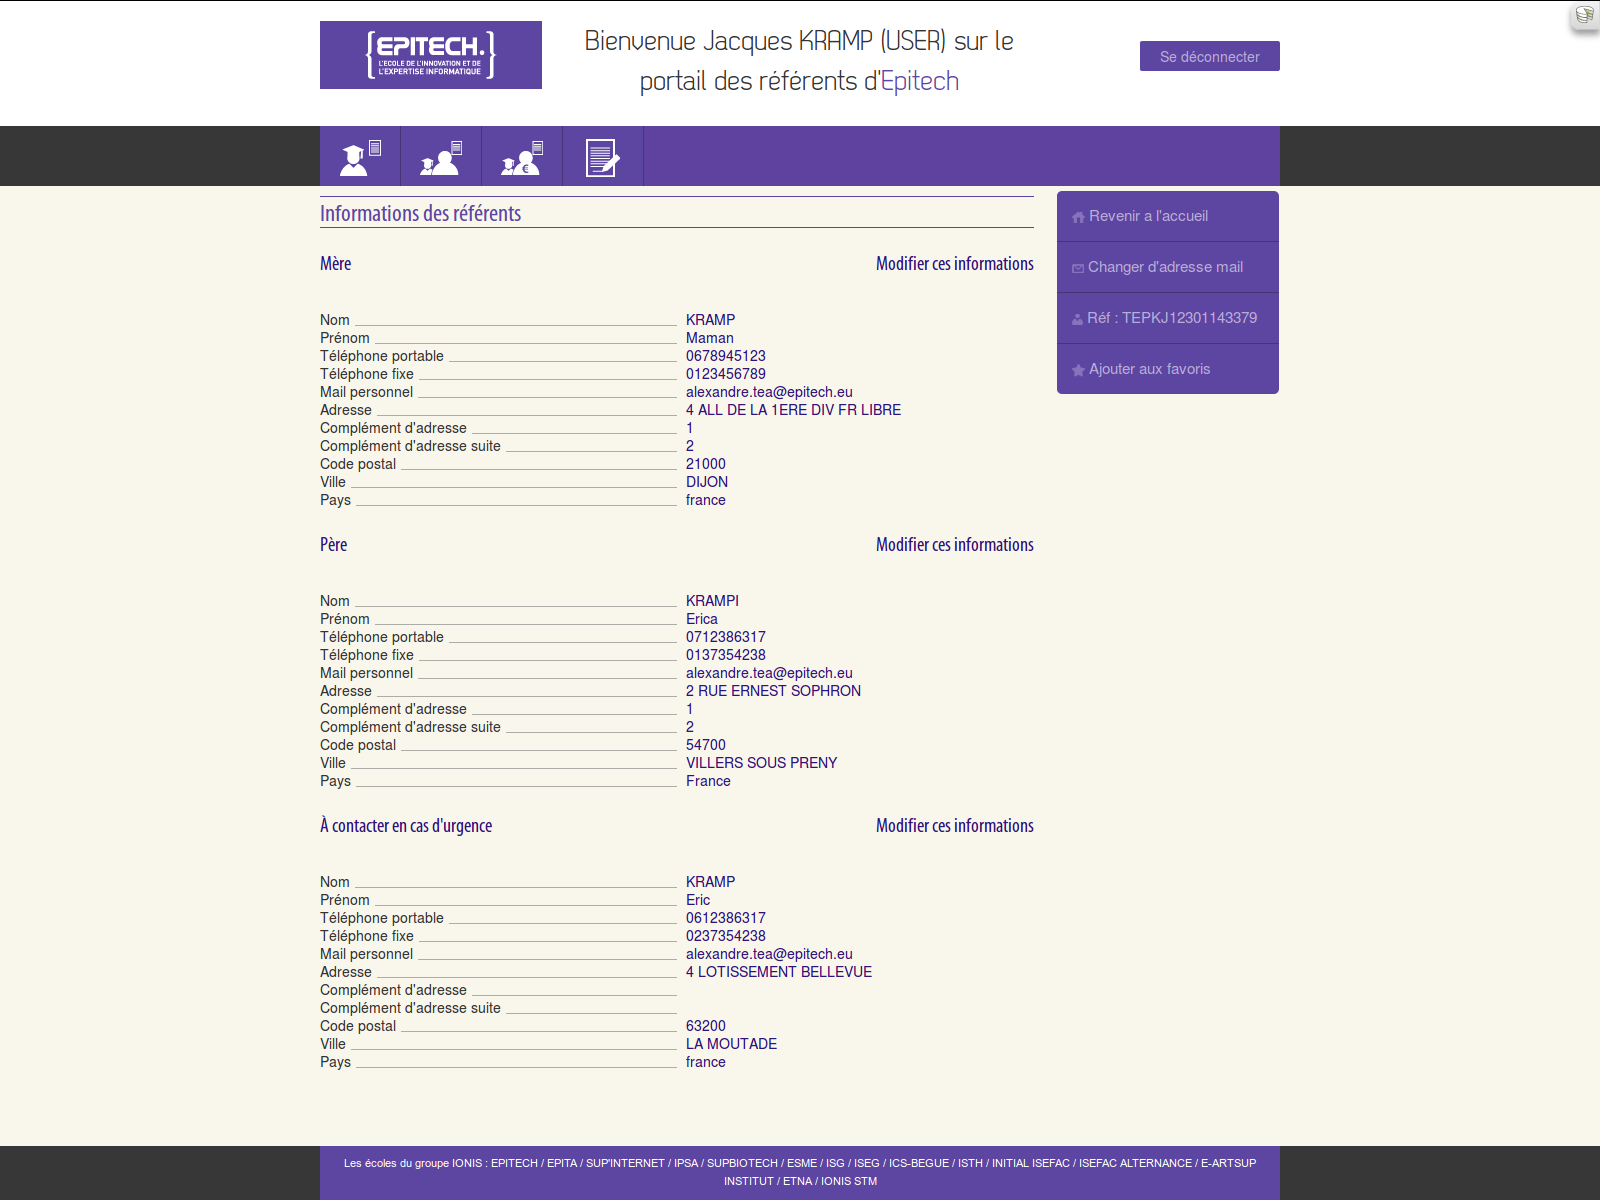 {EPITECH.}
L'ECOLE DE L'INNOVATION ET DE
L'EXPERTISE INFORMATIQUE
Bienvenue Jacques KRAMP (USER) sur le
portail des référents d'Epitech
Se déconnecter
Informations des référents
Mère Modifier ces informations
Nom KRAMP
Prénom Maman
Téléphone portable 0678945123
Téléphone fixe 0123456789
Mail personnel alexandre.tea@epitech.eu
Adresse 4 ALL DE LA 1ERE DIV FR LIBRE
Complément d'adresse 1
Complément d'adresse suite 2
Code postal 21000
Ville DIJON
Pays france
Père Modifier ces informations
Nom KRAMPI
Prénom Erica
Téléphone portable 0712386317
Téléphone fixe 0137354238
Mail personnel alexandre.tea@epitech.eu
Adresse 2 RUE ERNEST SOPHRON
Complément d'adresse 1
Complément d'adresse suite 2
Code postal 54700
Ville VILLERS SOUS PRENY
Pays France
À contacter en cas d'urgence Modifier ces informations
Nom KRAMP
Prénom Eric
Téléphone portable 0612386317
Téléphone fixe 0237354238
Mail personnel alexandre.tea@epitech.eu
Adresse 4 LOTISSEMENT BELLEVUE
Complément d'adresse
Complément d'adresse suite
Code postal 63200
Ville LA MOUTADE
Pays france
Revenir a l'accueil
Changer d'adresse mail
Réf : TEPKJ12301143379
Ajouter aux favoris
Les écoles du groupe IONIS : EPITECH / EPITA / SUP'INTERNET / IPSA / SUPBIOTECH / ESME / ISG / ISEG / ICS-BEGUE / ISTH / INITIAL ISEFAC / ISEFAC ALTERNANCE / E-ARTSUP
INSTITUT / ETNA / IONIS STM